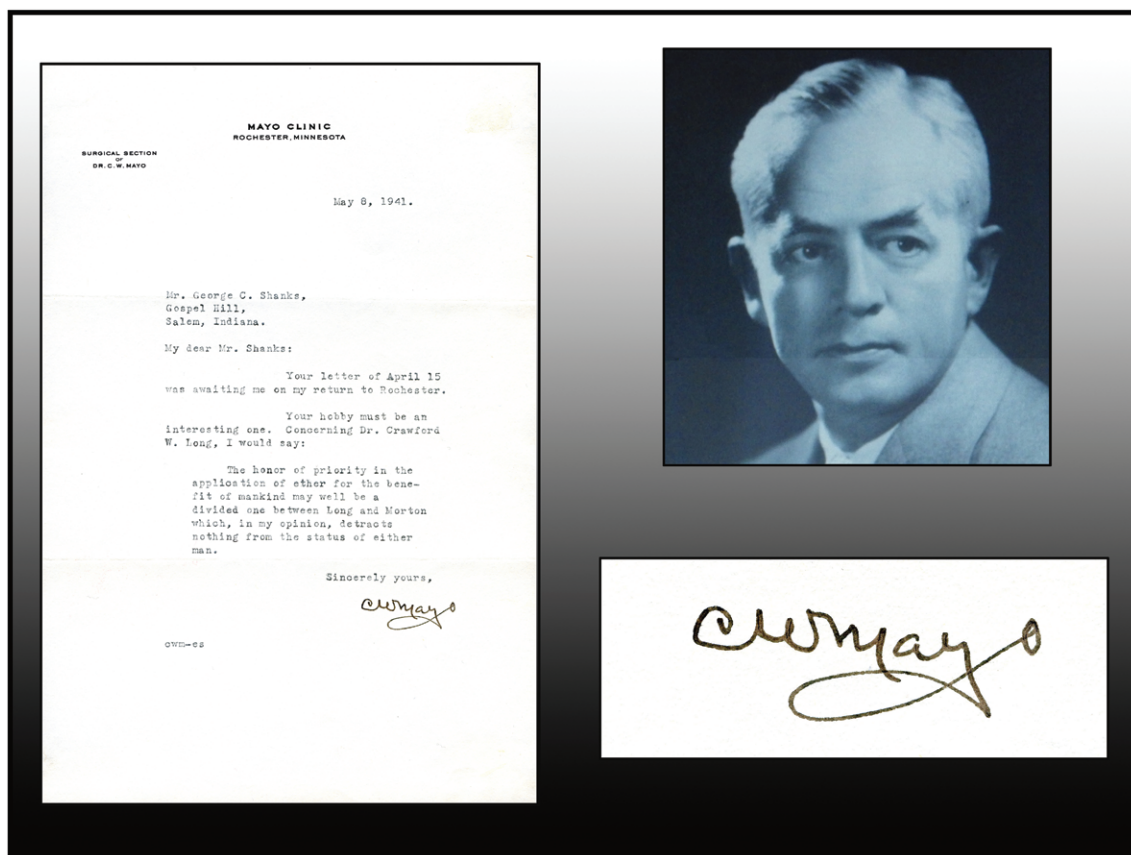 MAYO CLINIC
ROCHESTER, MINNESOTA
SURGICAL SECTION
OF
DR. C. W. MAYO
May 8, 1941.
Mr. George C. Shanks,
Gospel Hill,
Salem, Indiana.
My dear Mr. Shanks:
Your letter of April 15
was awaiting me on my return to Rochester.
Your hobby must be an
interesting one. Concerning Dr. Crawford
W. Long, I would say:
The honor of priority in the
application of ether for the bene-
fit of mankind may well be a
divided one between Long and Morton
which, in my opinion, detracts
nothing from the status of either
man.
Sincerely yours,
CWMayo
cwm-es
CWMayo